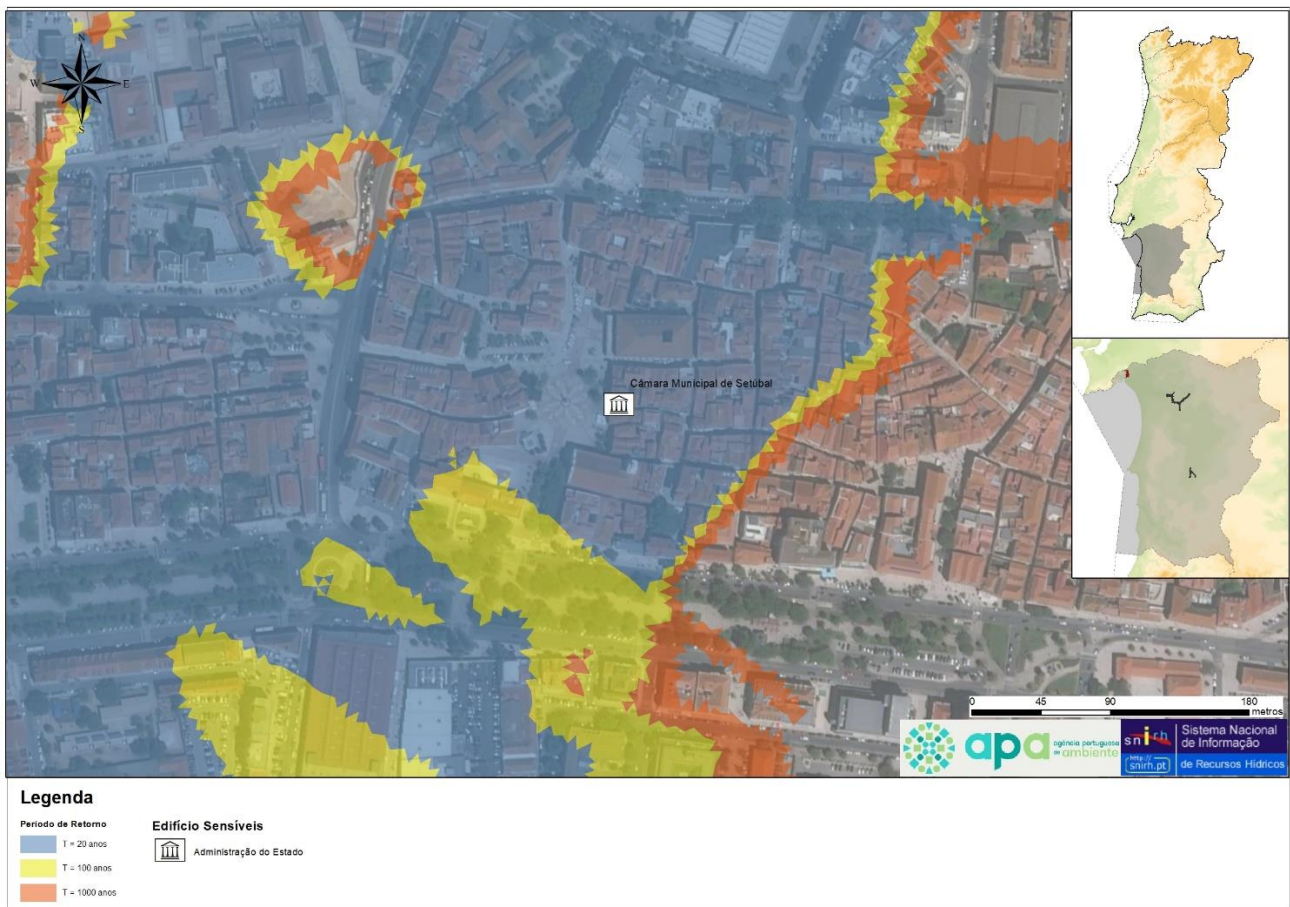 N
W E
S
Câmara Municipal de Setúbal
0 45 90 180
metros
apa agência portuguesa
do ambiente
snirh
http://
snirh.pt
Sistema Nacional
de Informação
de Recursos Hídricos
Legenda
Periodo de Retorno
T = 20 anos
T = 100 anos
T = 1000 anos
Edifício Sensíveis
Administração do Estado